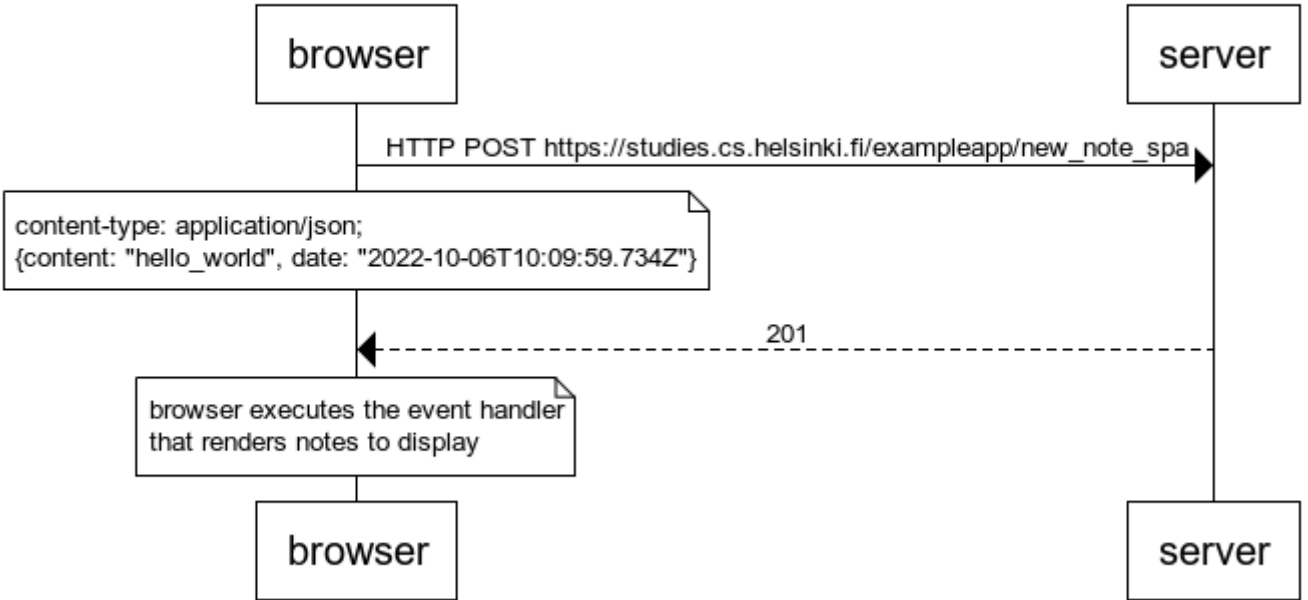 browser
server
HTTP POST https://studies.cs.helsinki.fi/exampleapp/new_note_spa
content-type: application/json;
{content: "hello_world", date: "2022-10-06T10:09:59.734Z"}
201
browser executes the event handler
that renders notes to display
browser
server